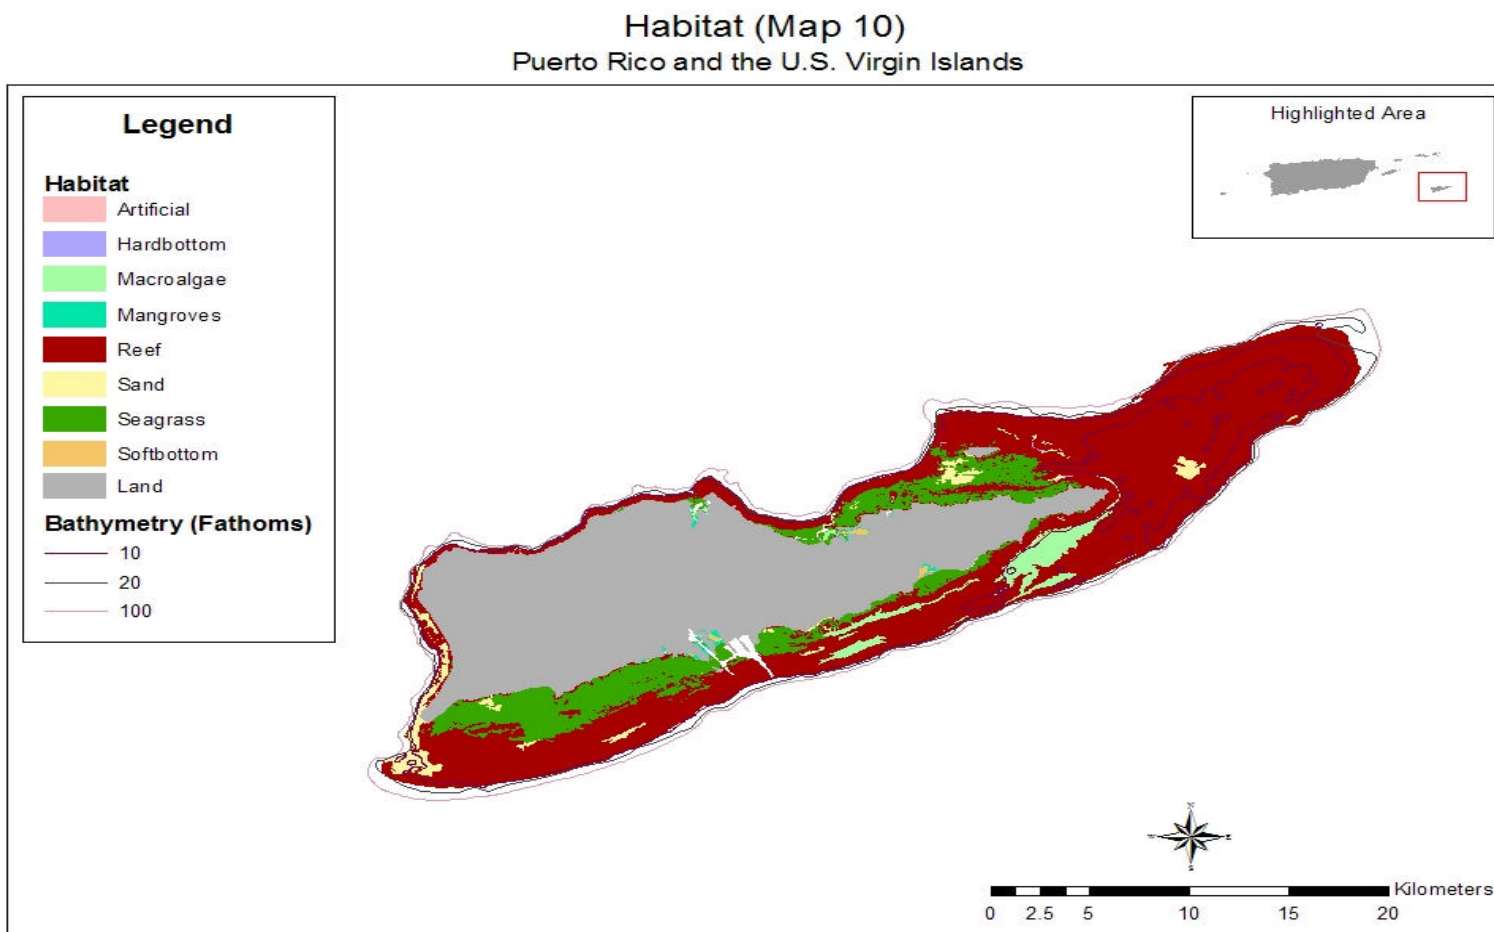 Habitat (Map 10)
Puerto Rico and the U.S. Virgin Islands
Legend
Habitat
Artificial
Hardbottom
Macroalgae
Mangroves
Reef
Sand
Seagrass
Softbottom
Land
Bathymetry (Fathoms)
10
20
100
Highlighted Area
N
S
Kilometers
0 2.5 5 10 15 20